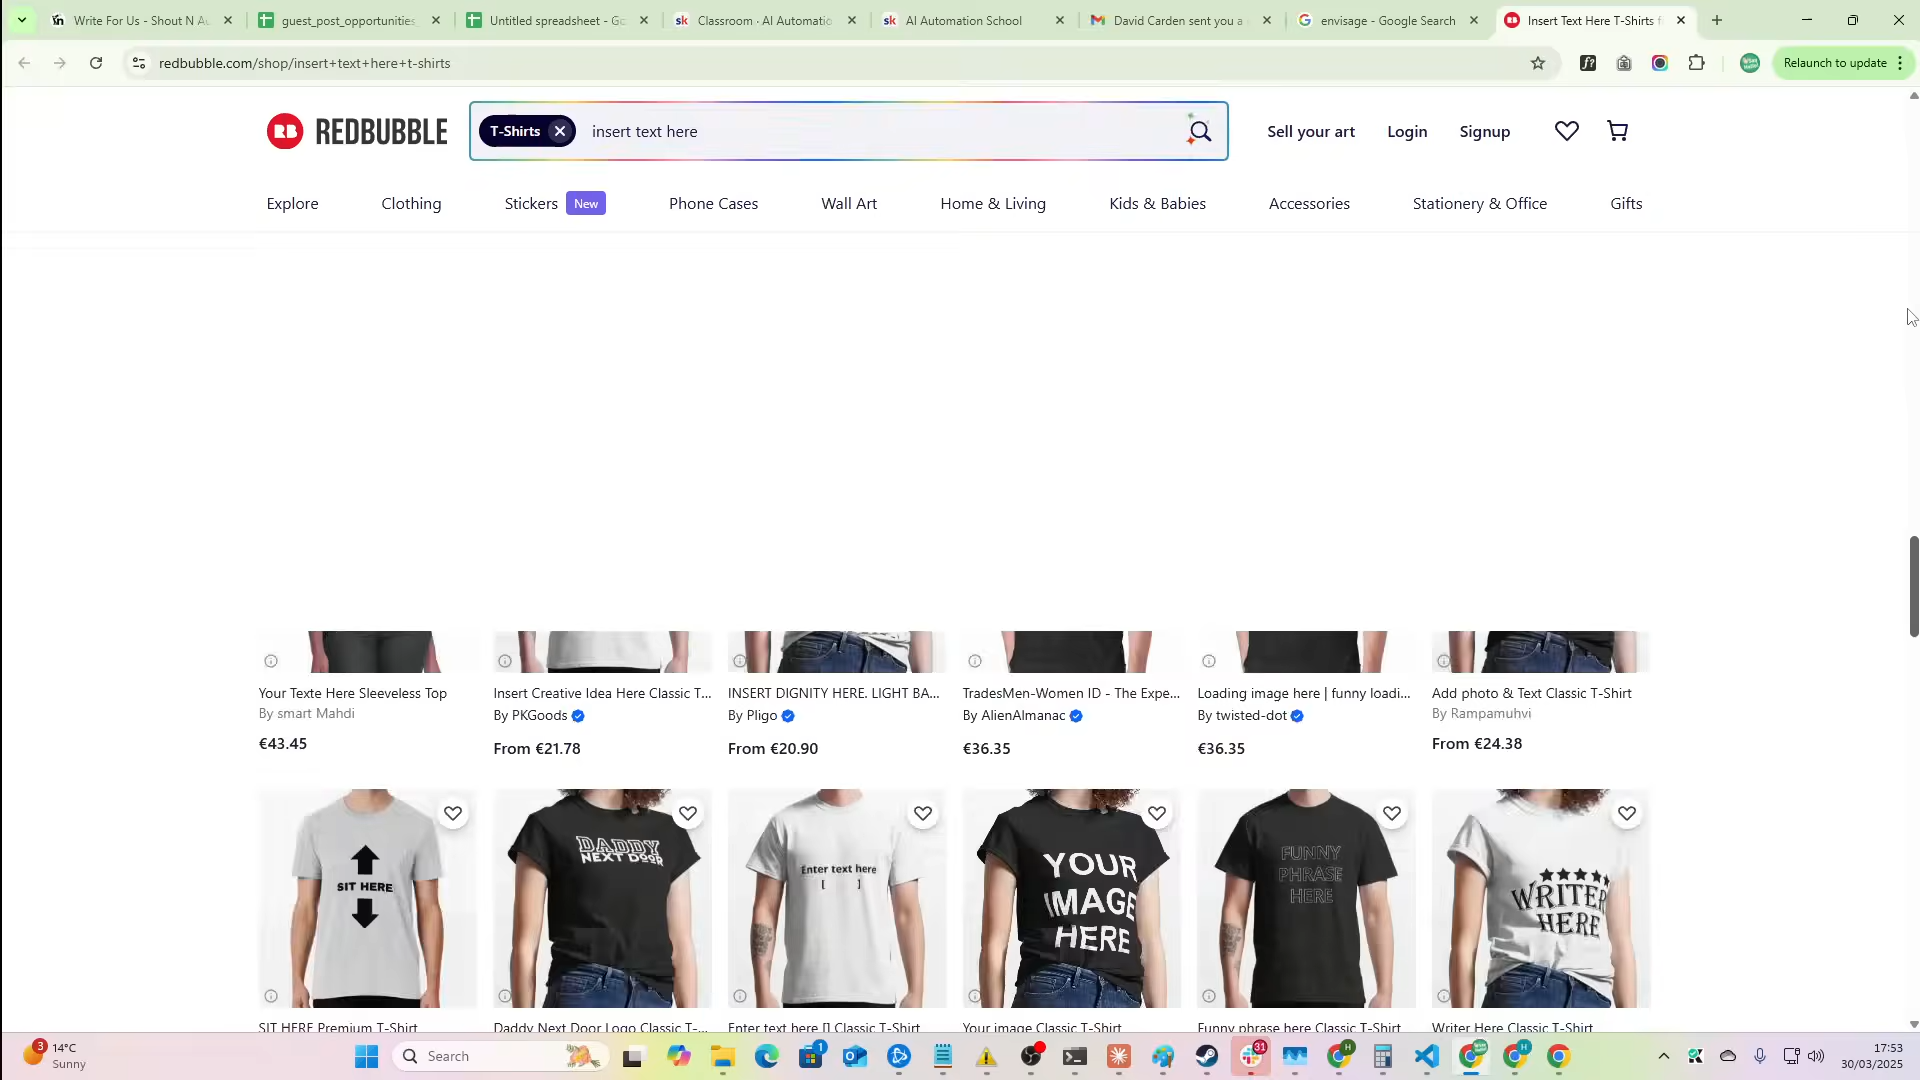 Write For Us - Shout N Au
guest_post_opportunities_
Untitled spreadsheet - Go
Classroom · AI Automatio
AI Automation School
David Carden sent you a
envisage - Google Search
Insert Text Here T-Shirts f
redbubble.com/shop/insert+text+here+t-shirts
Relaunch to update
RB REDBUBBLE
T-Shirts
insert text here
Sell your art
Login
Signup
Explore
Clothing
Stickers New
Phone Cases
Wall Art
Home & Living
Kids & Babies
Accessories
Stationery & Office
Gifts
Your Texte Here Sleeveless Top
By smart Mahdi
€43.45
Insert Creative Idea Here Classic T...
By PKGoods
From €21.78
INSERT DIGNITY HERE. LIGHT BA...
By Pligo
From €20.90
TradesMen-Women ID - The Expe...
By AlienAlmanac
€36.35
Loading image here | funny loadi...
By twisted-dot
€36.35
Add photo & Text Classic T-Shirt
By Rampamuhvi
From €24.38
SIT HERE
DADDY
NEXT DOOR
Enter text here
[ ]
YOUR
IMAGE
HERE
FUNNY
PHRASE
HERE
WRITER
HERE
SIT HERE Premium T-Shirt
Daddy Next Door Logo Classic T-...
Enter text here [] Classic T-Shirt
Your image Classic T-Shirt
Funny phrase here Classic T-Shirt
Writer Here Classic T-Shirt
3
14°C
Sunny
Search
1
31
17:53
30/03/2025